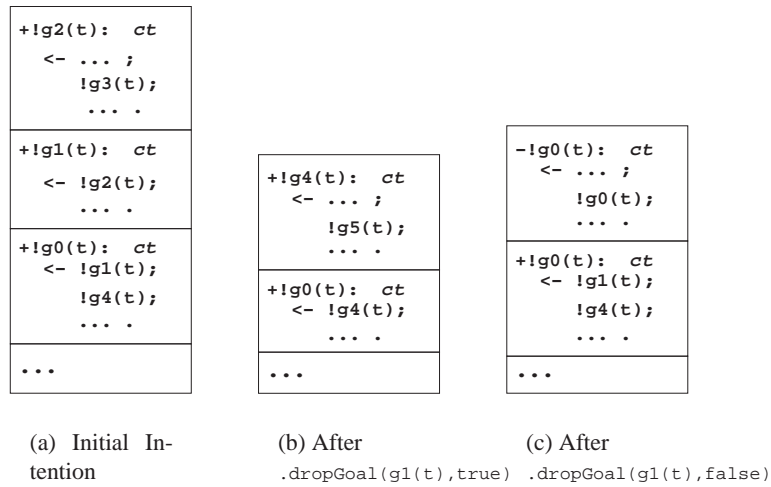 +!g2(t): ct
<- ... ;
!g3(t);
... .
+!g1(t): ct
<- !g2(t);
... .
+!g0(t): ct
<- !g1(t);
!g4(t);
... .
...
(a) Initial In-
tention
+!g4(t): ct
<- ... ;
!g5(t);
... .
+!g0(t): ct
<- !g4(t);
... .
...
(b) After
.dropGoal(g1(t),true)
-!g0(t): ct
<- ... ;
!g0(t);
... .
+!g0(t): ct
<- !g1(t);
!g4(t);
... .
...
(c) After
.dropGoal(g1(t),false)